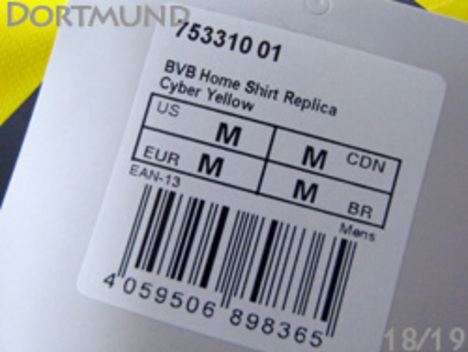 DORTMUND
753310 01
BVB Home Shirt Replica
Cyber Yellow
US M M CDN
EUR M M BR
EAN-13 Mens
4 059506 898365
18/19